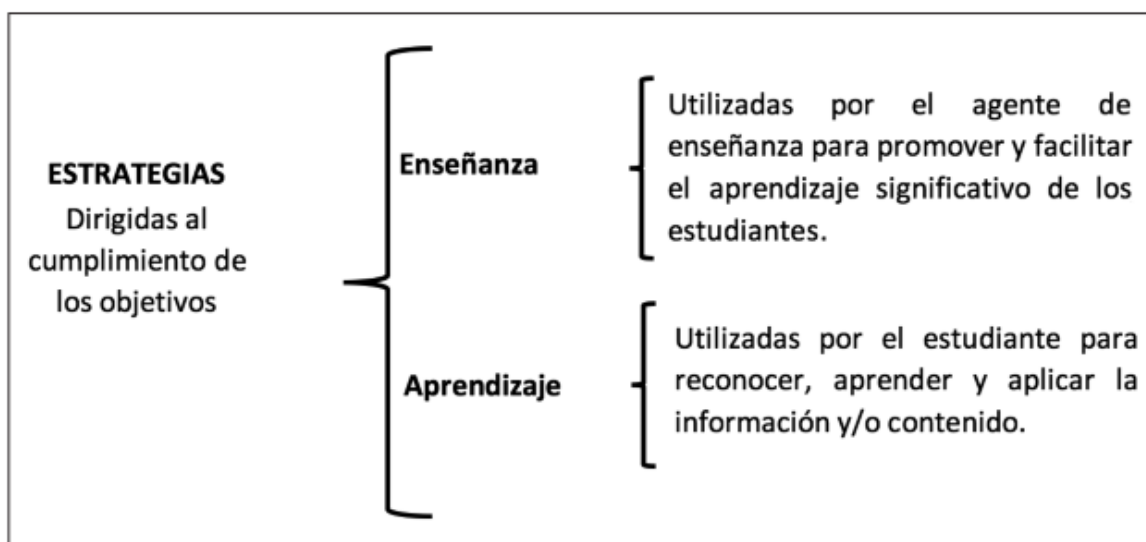 ESTRATEGIAS
Dirigidas al
cumplimiento de
los objetivos
Enseñanza
Utilizadas por el agente de
enseñanza para promover y facilitar
el aprendizaje significativo de los
estudiantes.
Aprendizaje
Utilizadas por el estudiante para
reconocer, aprender y aplicar la
información y/o contenido.